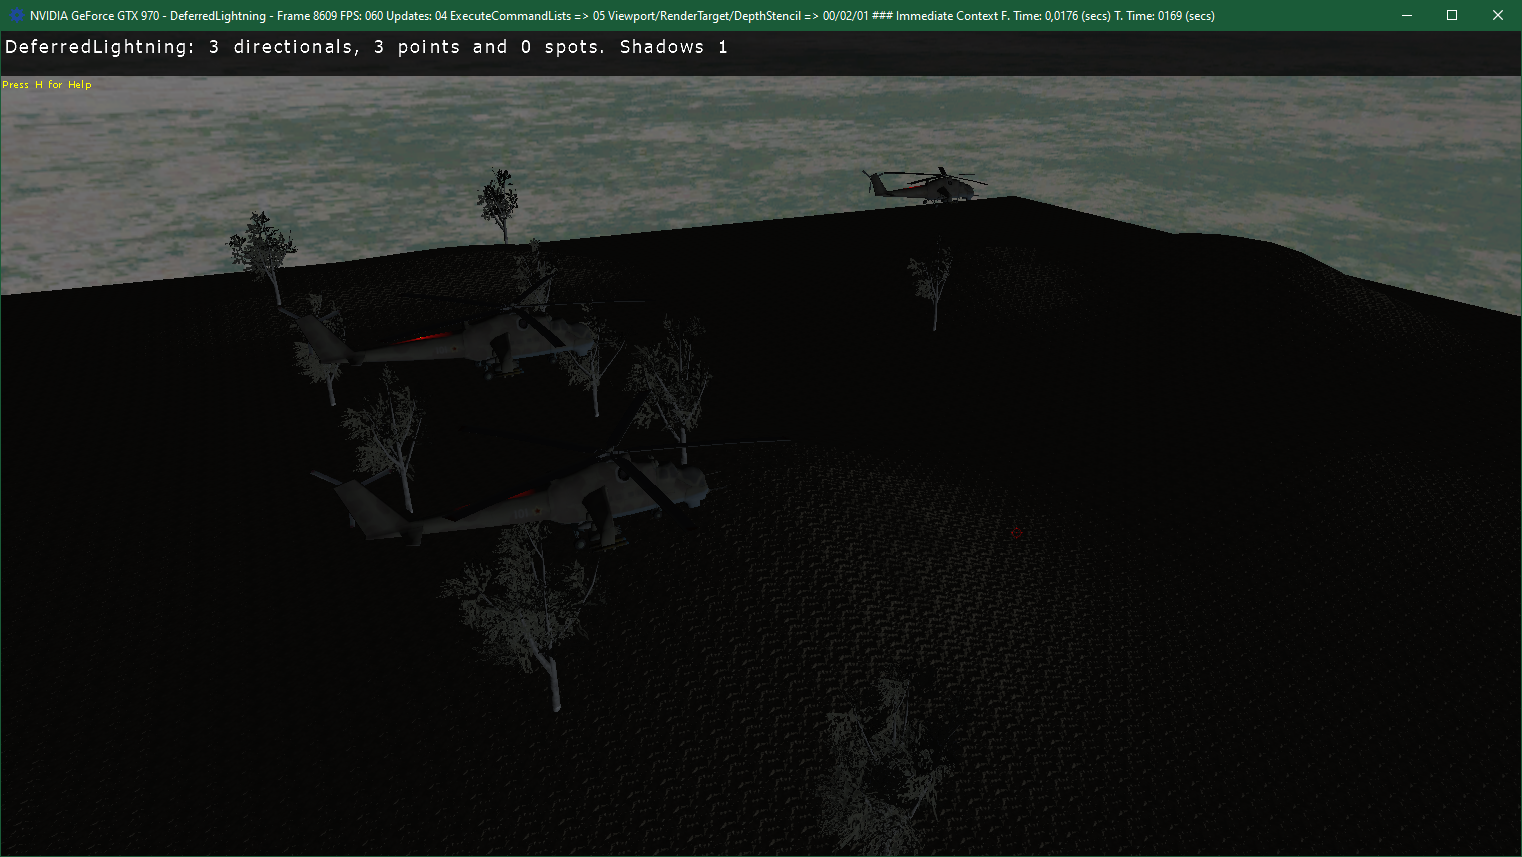 NVIDIA GeForce GTX 970 - DeferredLightning - Frame 8609 FPS: 060 Updates: 04 ExecuteCommandLists => 05 Viewport/RenderTarget/DepthStencil => 00/02/01 ### Immediate Context F. Time: 0,0176 (secs) T. Time: 0169 (secs)
DeferredLightning: 3 directionals, 3 points and 0 spots. Shadows 1
Press H for Help